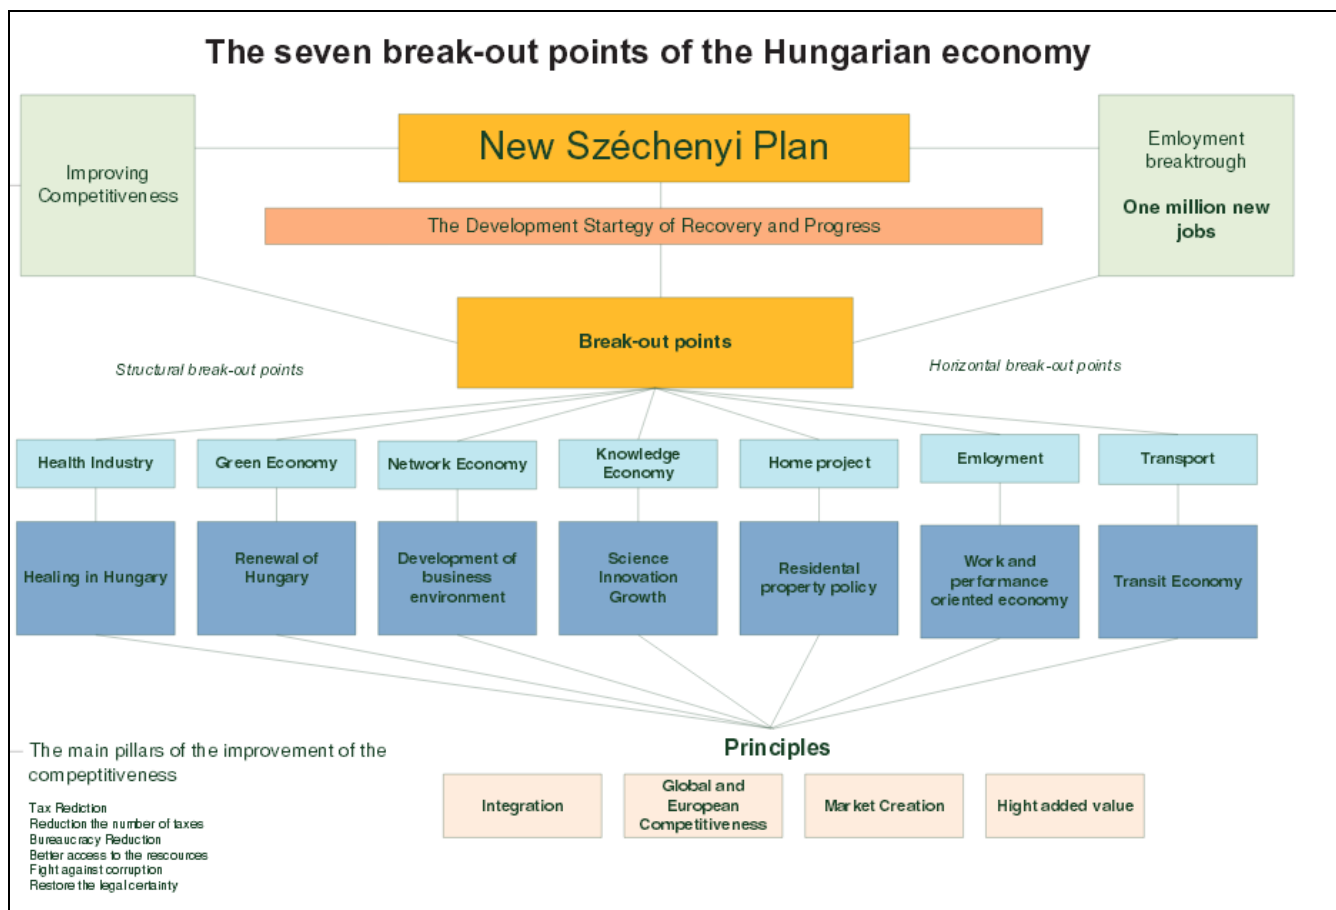 The seven break-out points of the Hungarian economy
Improving
Competitiveness
New Széchenyi Plan
Emloyment
breaktrough
One million new
jobs
The Development Startegy of Recovery and Progress
Break-out points
Structural break-out points
Horizontal break-out points
Health Industry
Green Economy
Network Economy
Knowledge
Economy
Home project
Emloyment
Transport
Healing in Hungary
Renewal of
Hungary
Development of
business
environment
Science
Innovation
Growth
Residental
property policy
Work and
performance
oriented economy
Transit Economy
The main pillars of the improvement of the
compeptitiveness
Tax Rediction
Reduction the number of taxes
Bureaucracy Reduction
Better access to the rescources
Fight against corruption
Restore the legal certainty
Principles
Integration
Global and
European
Competitiveness
Market Creation
Hight added value